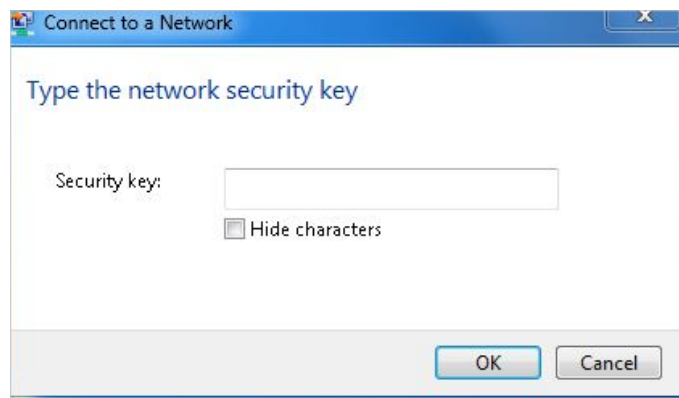 Connect to a Network
Type the network security key
Security key:
Hide characters
OK Cancel